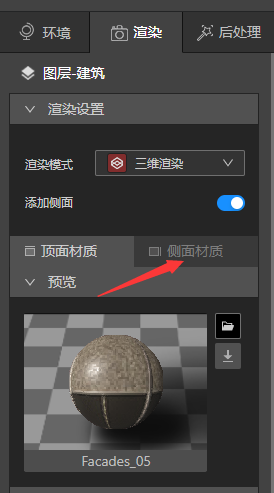 环境 渲染 后处理
图层-建筑
渲染设置
渲染模式 三维渲染
添加侧面
顶面材质 侧面材质
预览
Facades_05